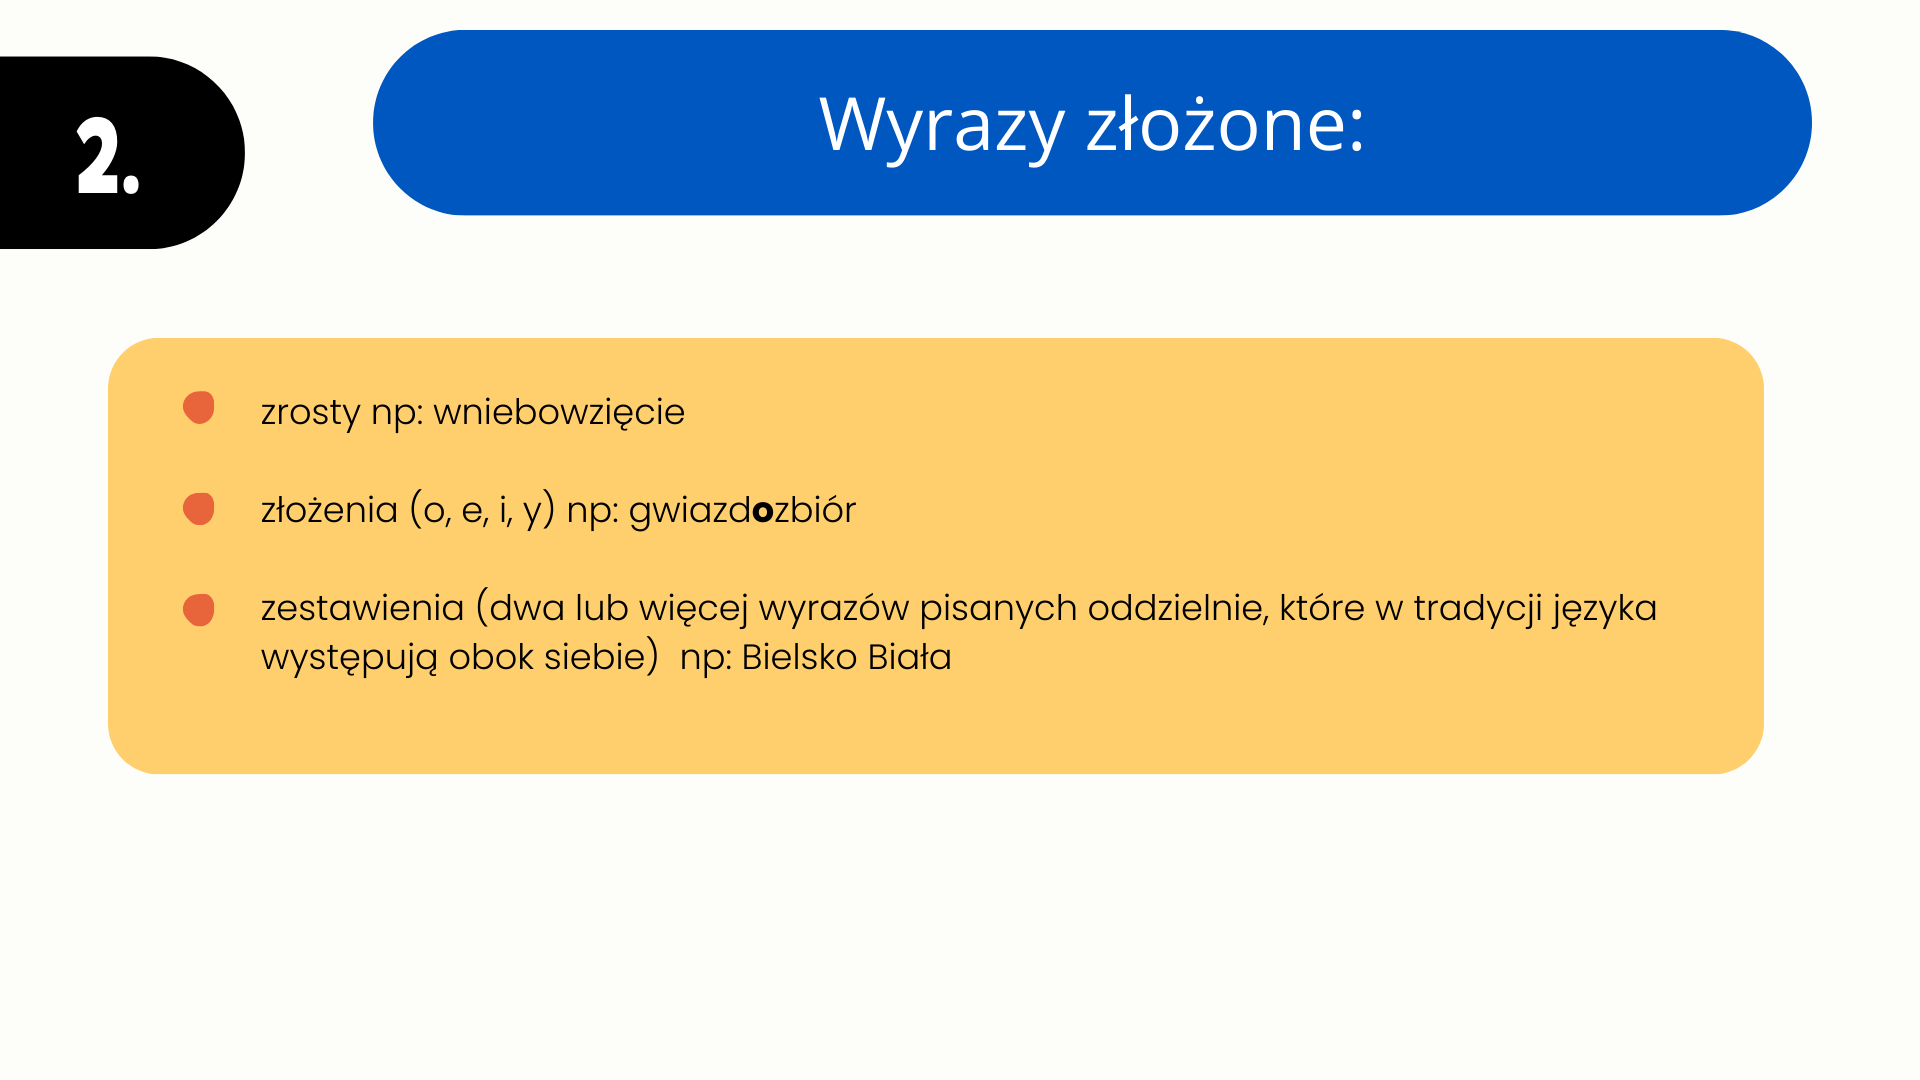 2.
Wyrazy złożone:
zrosty np: wniebowzięcie
złożenia (o, e, i, y) np: gwiazdozbiór
zestawienia (dwa lub więcej wyrazów pisanych oddzielnie, które w tradycji języka
występują obok siebie)  np: Bielsko Biała